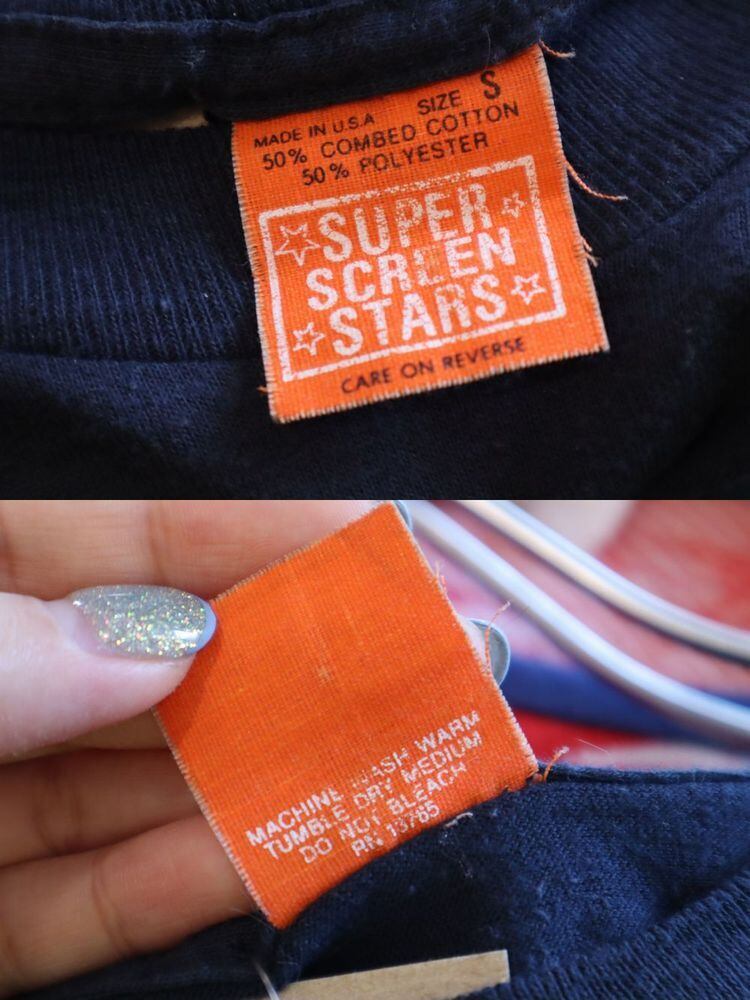 MADE IN U.S.A SIZE S
50% COMBED COTTON
50% POLYESTER
SUPER
SCREEN
STARS
CARE ON REVERSE
MACHINE WASH WARM
TUMBLE DRY MEDIUM
DO NOT BLEACH
RN 13765